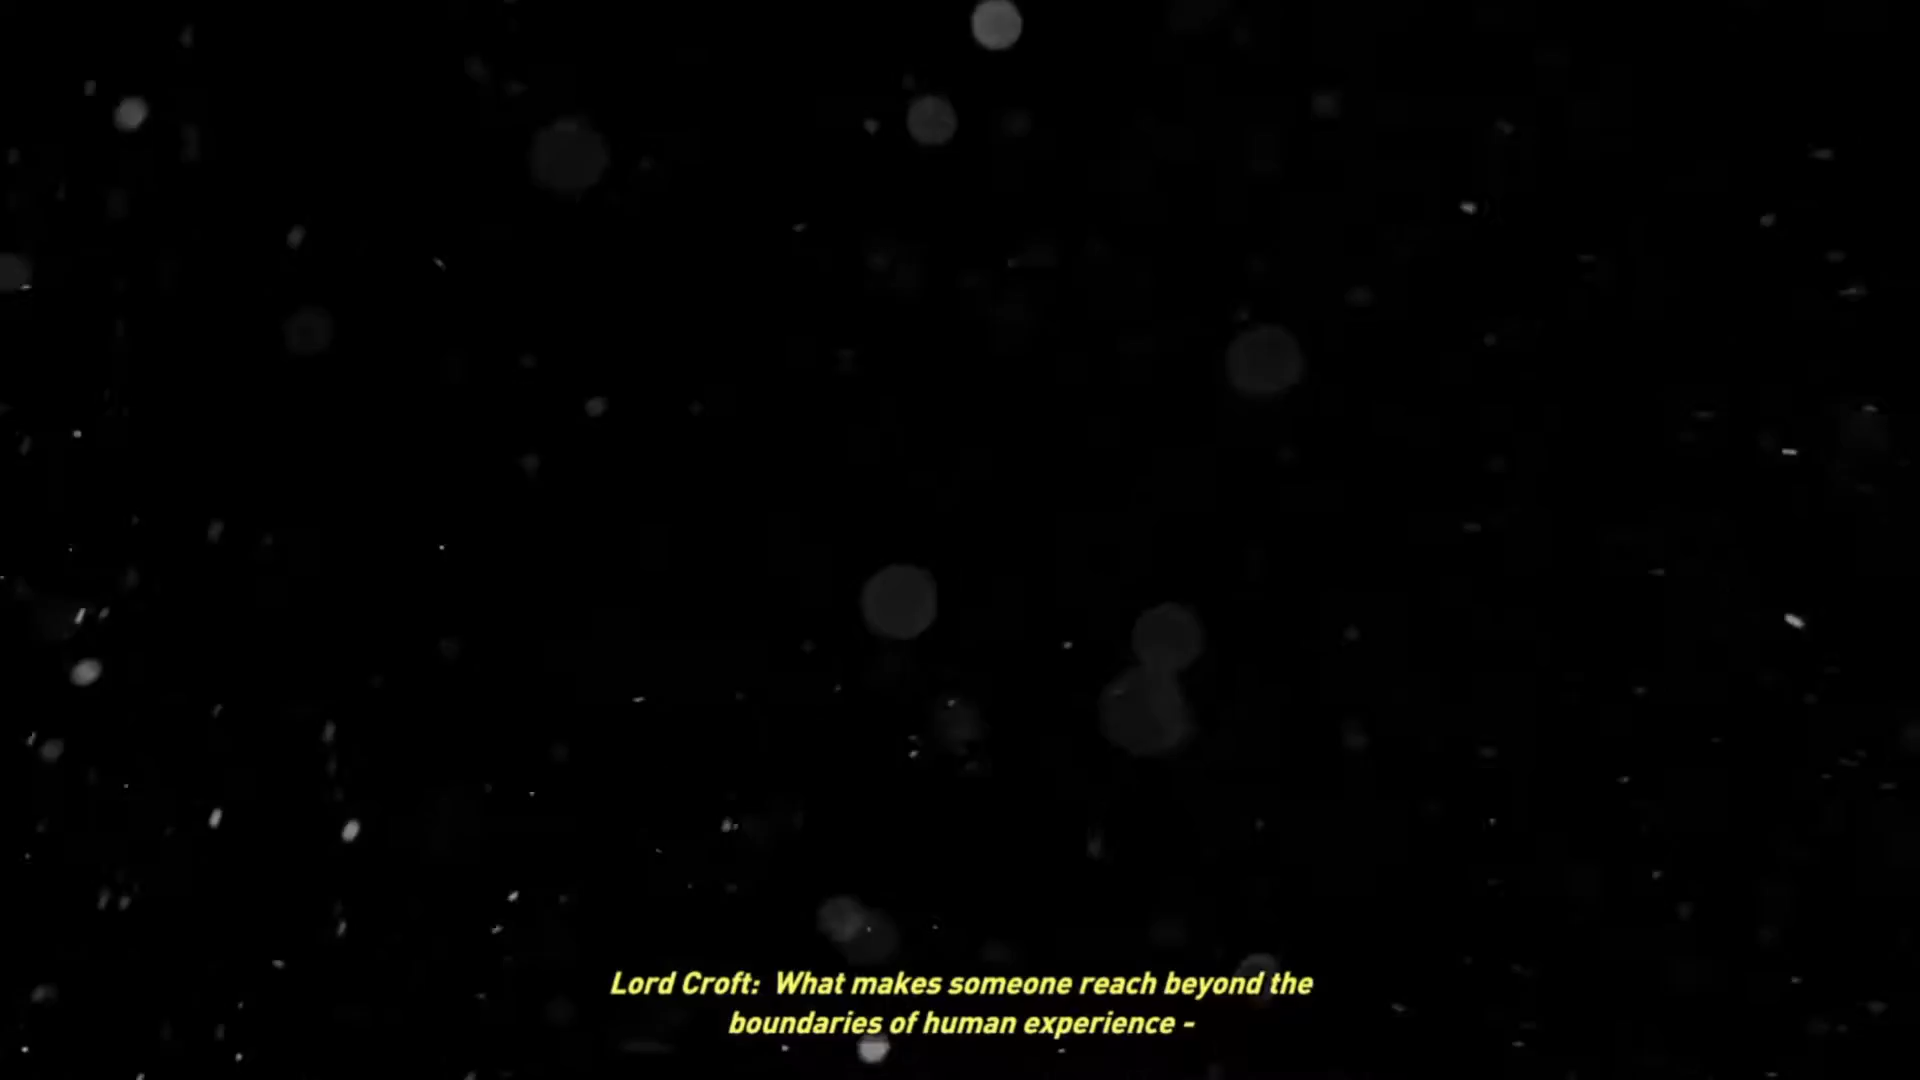 Lord Croft: What makes someone reach beyond the
boundaries of human experience -